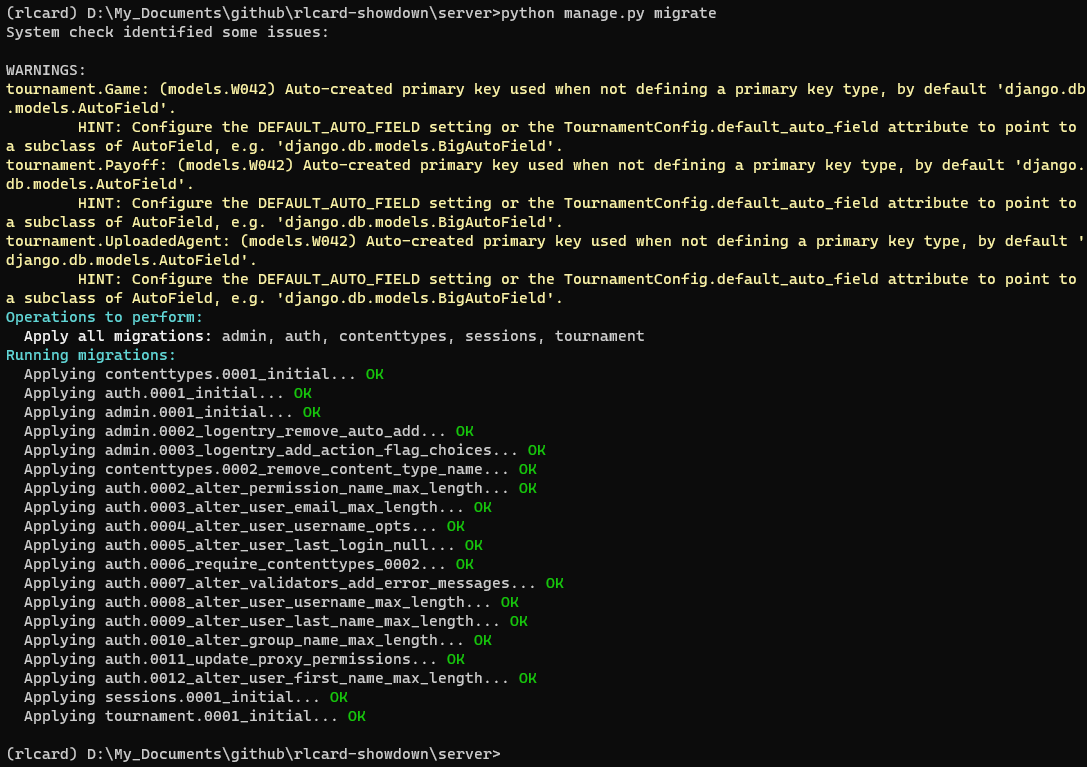 (rlcard) D:\My_Documents\github\rlcard-showdown\server>python manage.py migrate
System check identified some issues:

WARNINGS:
tournament.Game: (models.W042) Auto-created primary key used when not defining a primary key type, by default 'django.db
.models.AutoField'.
        HINT: Configure the DEFAULT_AUTO_FIELD setting or the TournamentConfig.default_auto_field attribute to point to
a subclass of AutoField, e.g. 'django.db.models.BigAutoField'.
tournament.Payoff: (models.W042) Auto-created primary key used when not defining a primary key type, by default 'django.
db.models.AutoField'.
        HINT: Configure the DEFAULT_AUTO_FIELD setting or the TournamentConfig.default_auto_field attribute to point to
a subclass of AutoField, e.g. 'django.db.models.BigAutoField'.
tournament.UploadedAgent: (models.W042) Auto-created primary key used when not defining a primary key type, by default '
django.db.models.AutoField'.
        HINT: Configure the DEFAULT_AUTO_FIELD setting or the TournamentConfig.default_auto_field attribute to point to
a subclass of AutoField, e.g. 'django.db.models.BigAutoField'.
Operations to perform:
  Apply all migrations: admin, auth, contenttypes, sessions, tournament
Running migrations:
  Applying contenttypes.0001_initial... OK
  Applying auth.0001_initial... OK
  Applying admin.0001_initial... OK
  Applying admin.0002_logentry_remove_auto_add... OK
  Applying admin.0003_logentry_add_action_flag_choices... OK
  Applying contenttypes.0002_remove_content_type_name... OK
  Applying auth.0002_alter_permission_name_max_length... OK
  Applying auth.0003_alter_user_email_max_length... OK
  Applying auth.0004_alter_user_username_opts... OK
  Applying auth.0005_alter_user_last_login_null... OK
  Applying auth.0006_require_contenttypes_0002... OK
  Applying auth.0007_alter_validators_add_error_messages... OK
  Applying auth.0008_alter_user_username_max_length... OK
  Applying auth.0009_alter_user_last_name_max_length... OK
  Applying auth.0010_alter_group_name_max_length... OK
  Applying auth.0011_update_proxy_permissions... OK
  Applying auth.0012_alter_user_first_name_max_length... OK
  Applying sessions.0001_initial... OK
  Applying tournament.0001_initial... OK

(rlcard) D:\My_Documents\github\rlcard-showdown\server>